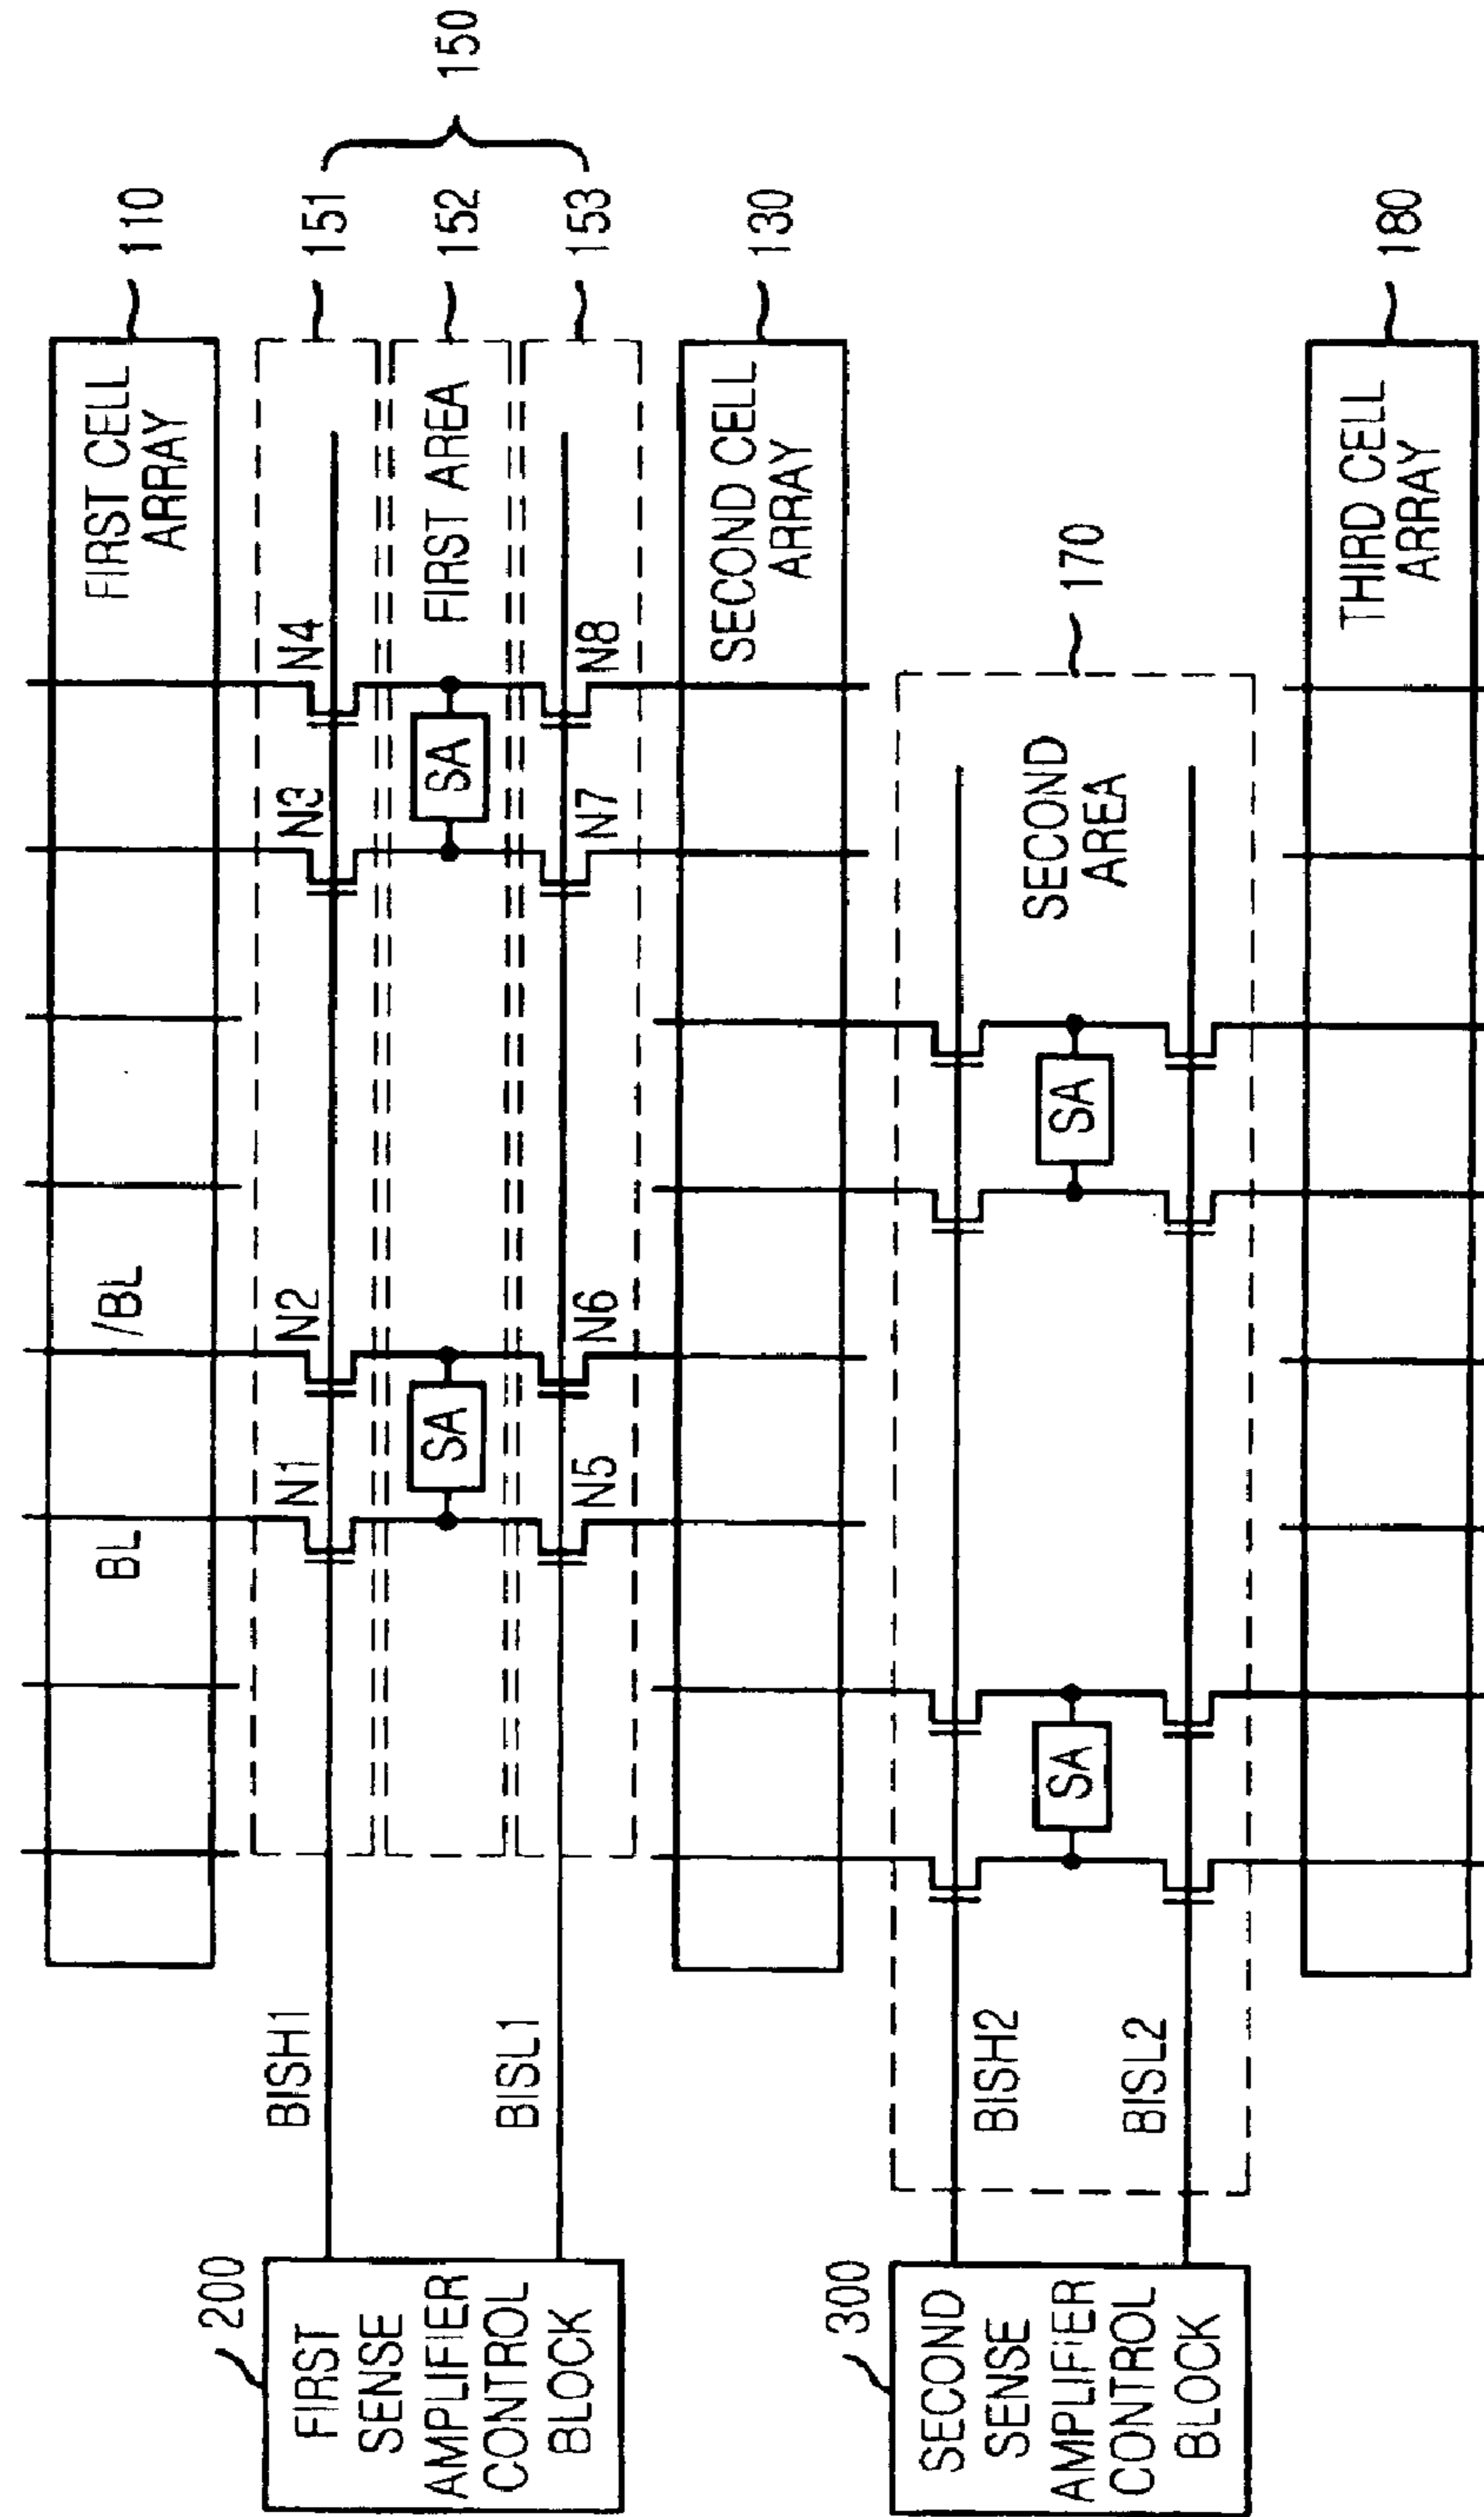 FIRST CELL
ARRAY
110
BL
/BL
200
FIRST
SENSE
AMPLIFIER
CONTROL
BLOCK
BISH1
N1
N2
N3
N4
151
SA
SA
FIRST AREA
152
150
BISL1
N5
N6
N7
N8
153
SECOND CELL
ARRAY
130
300
SECOND
SENSE
AMPLIFIER
CONTROL
BLOCK
BISH2
SECOND
AREA
170
SA
SA
BISL2
THIRD CELL
ARRAY
180